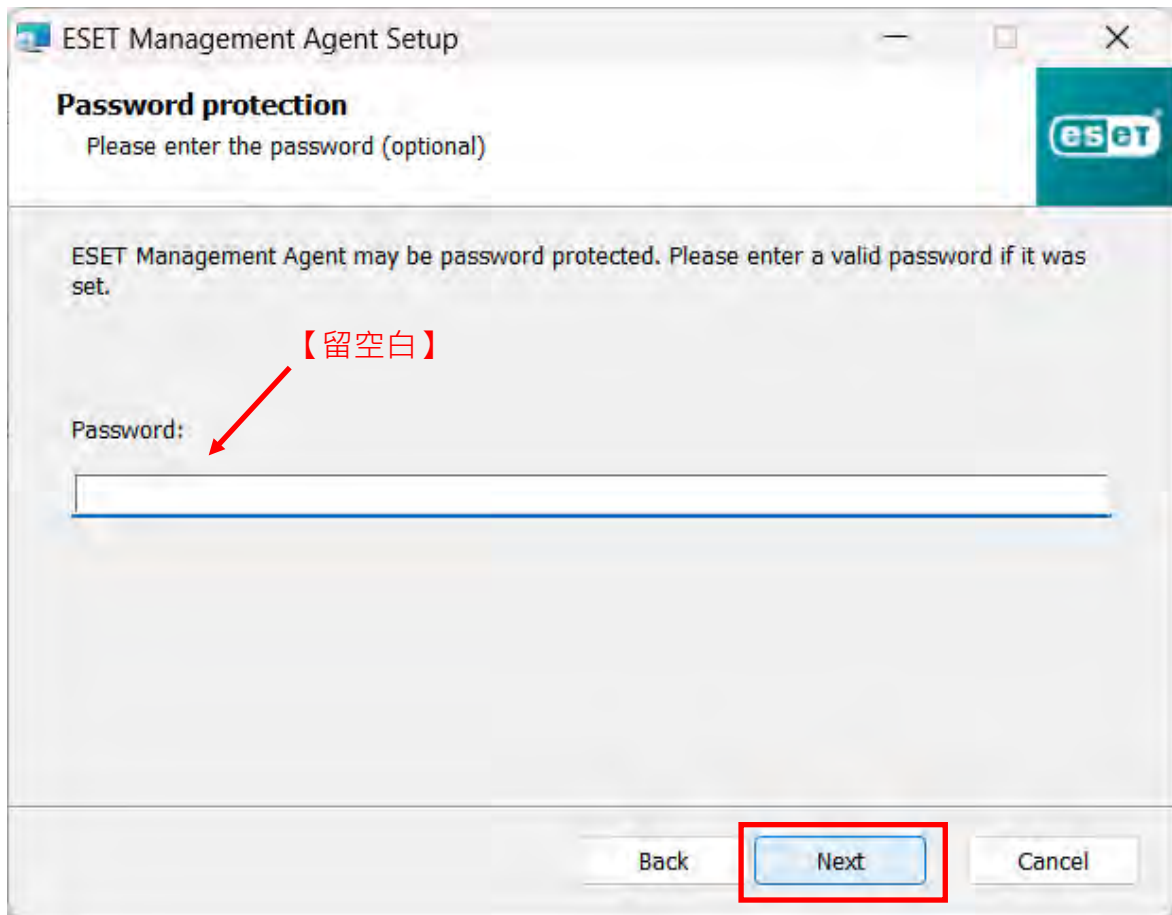 ESET Management Agent Setup
Password protection
Please enter the password (optional)
eset
ESET Management Agent may be password protected. Please enter a valid password if it was
set.
【留空白】
Password:
Back
Next
Cancel